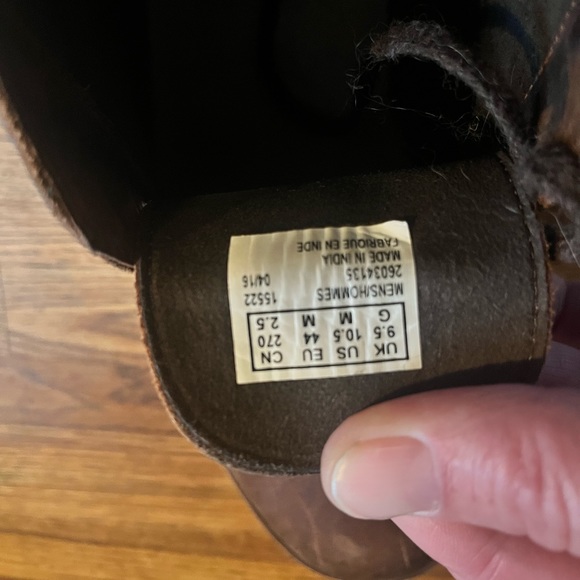 UK US EU CN
9.5 10.5 44 270
G M M 2.5
MENS/HOMMES 15522
26034135 04/16
MADE IN INDIA
FABRIQUE EN INDE